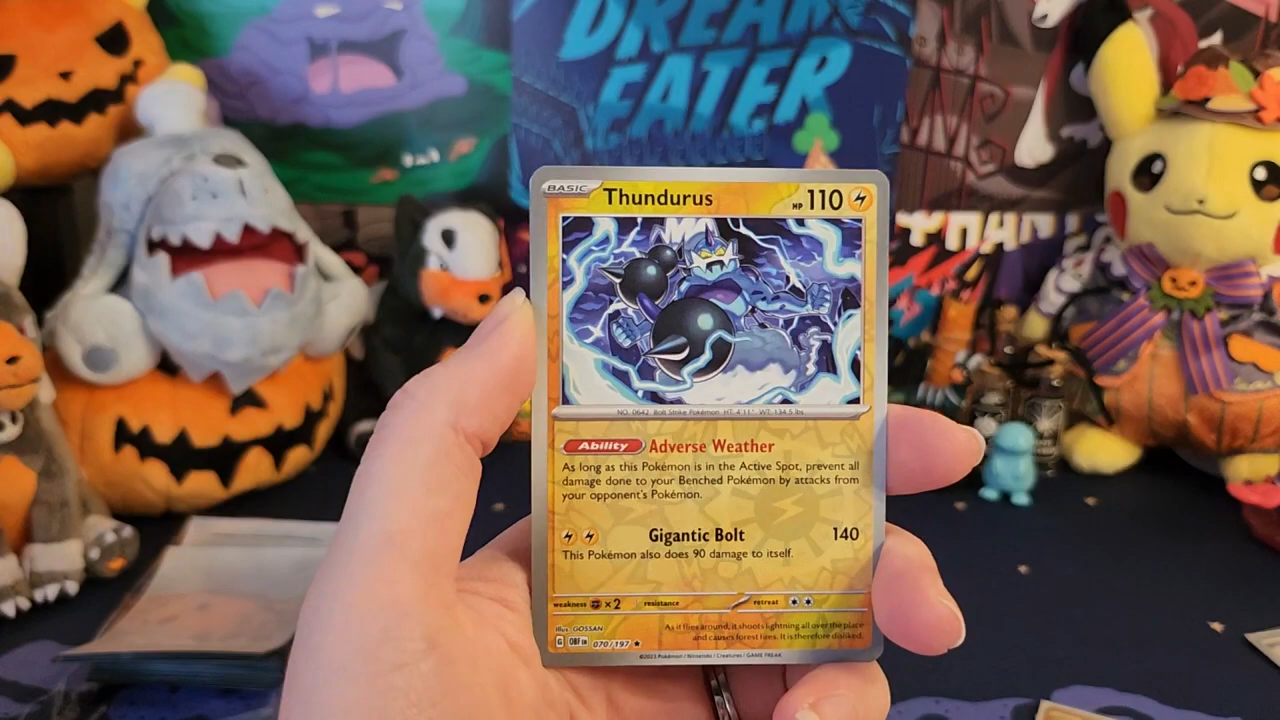 DREAM
EATER
BASIC Thundurus HP 110
NO. 0642 Bolt Strike Pokémon HT: 4'11" WT: 134.5 lbs
Ability Adverse Weather
As long as this Pokémon is in the Active Spot, prevent all
damage done to your Benched Pokémon by attacks from
your opponent's Pokémon.
Gigantic Bolt 140
This Pokémon also does 90 damage to itself.
weakness ×2 resistance retreat
Illus. GOSSAN
As it flies around, it shoots lightning all over the place
and causes forest fires. It is therefore disliked.
G OBF EN 070/197 ★
©2023 Pokémon / Nintendo / Creatures / GAME FREAK